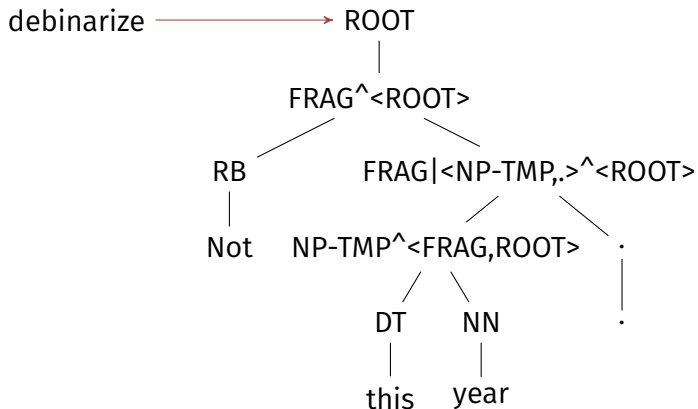 debinarize ROOT
FRAG^<ROOT>
RB FRAG|<NP-TMP,.>^<ROOT>
Not NP-TMP^<FRAG,ROOT> .
DT NN .
this year